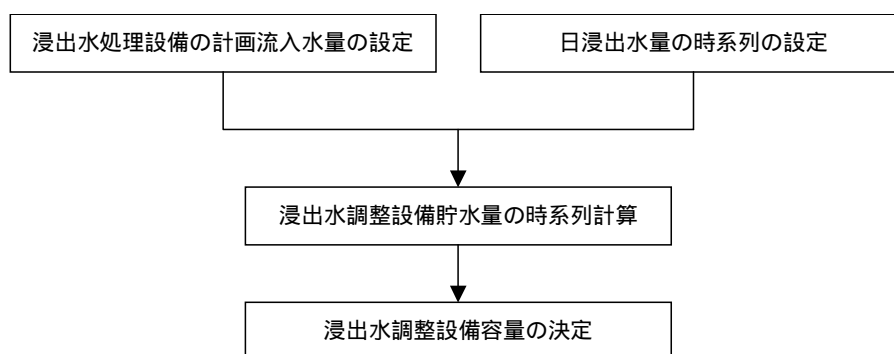 浸出水処理設備の計画流入水量の設定
日浸出水量の時系列の設定
浸出水調整設備貯水量の時系列計算
浸出水調整設備容量の決定